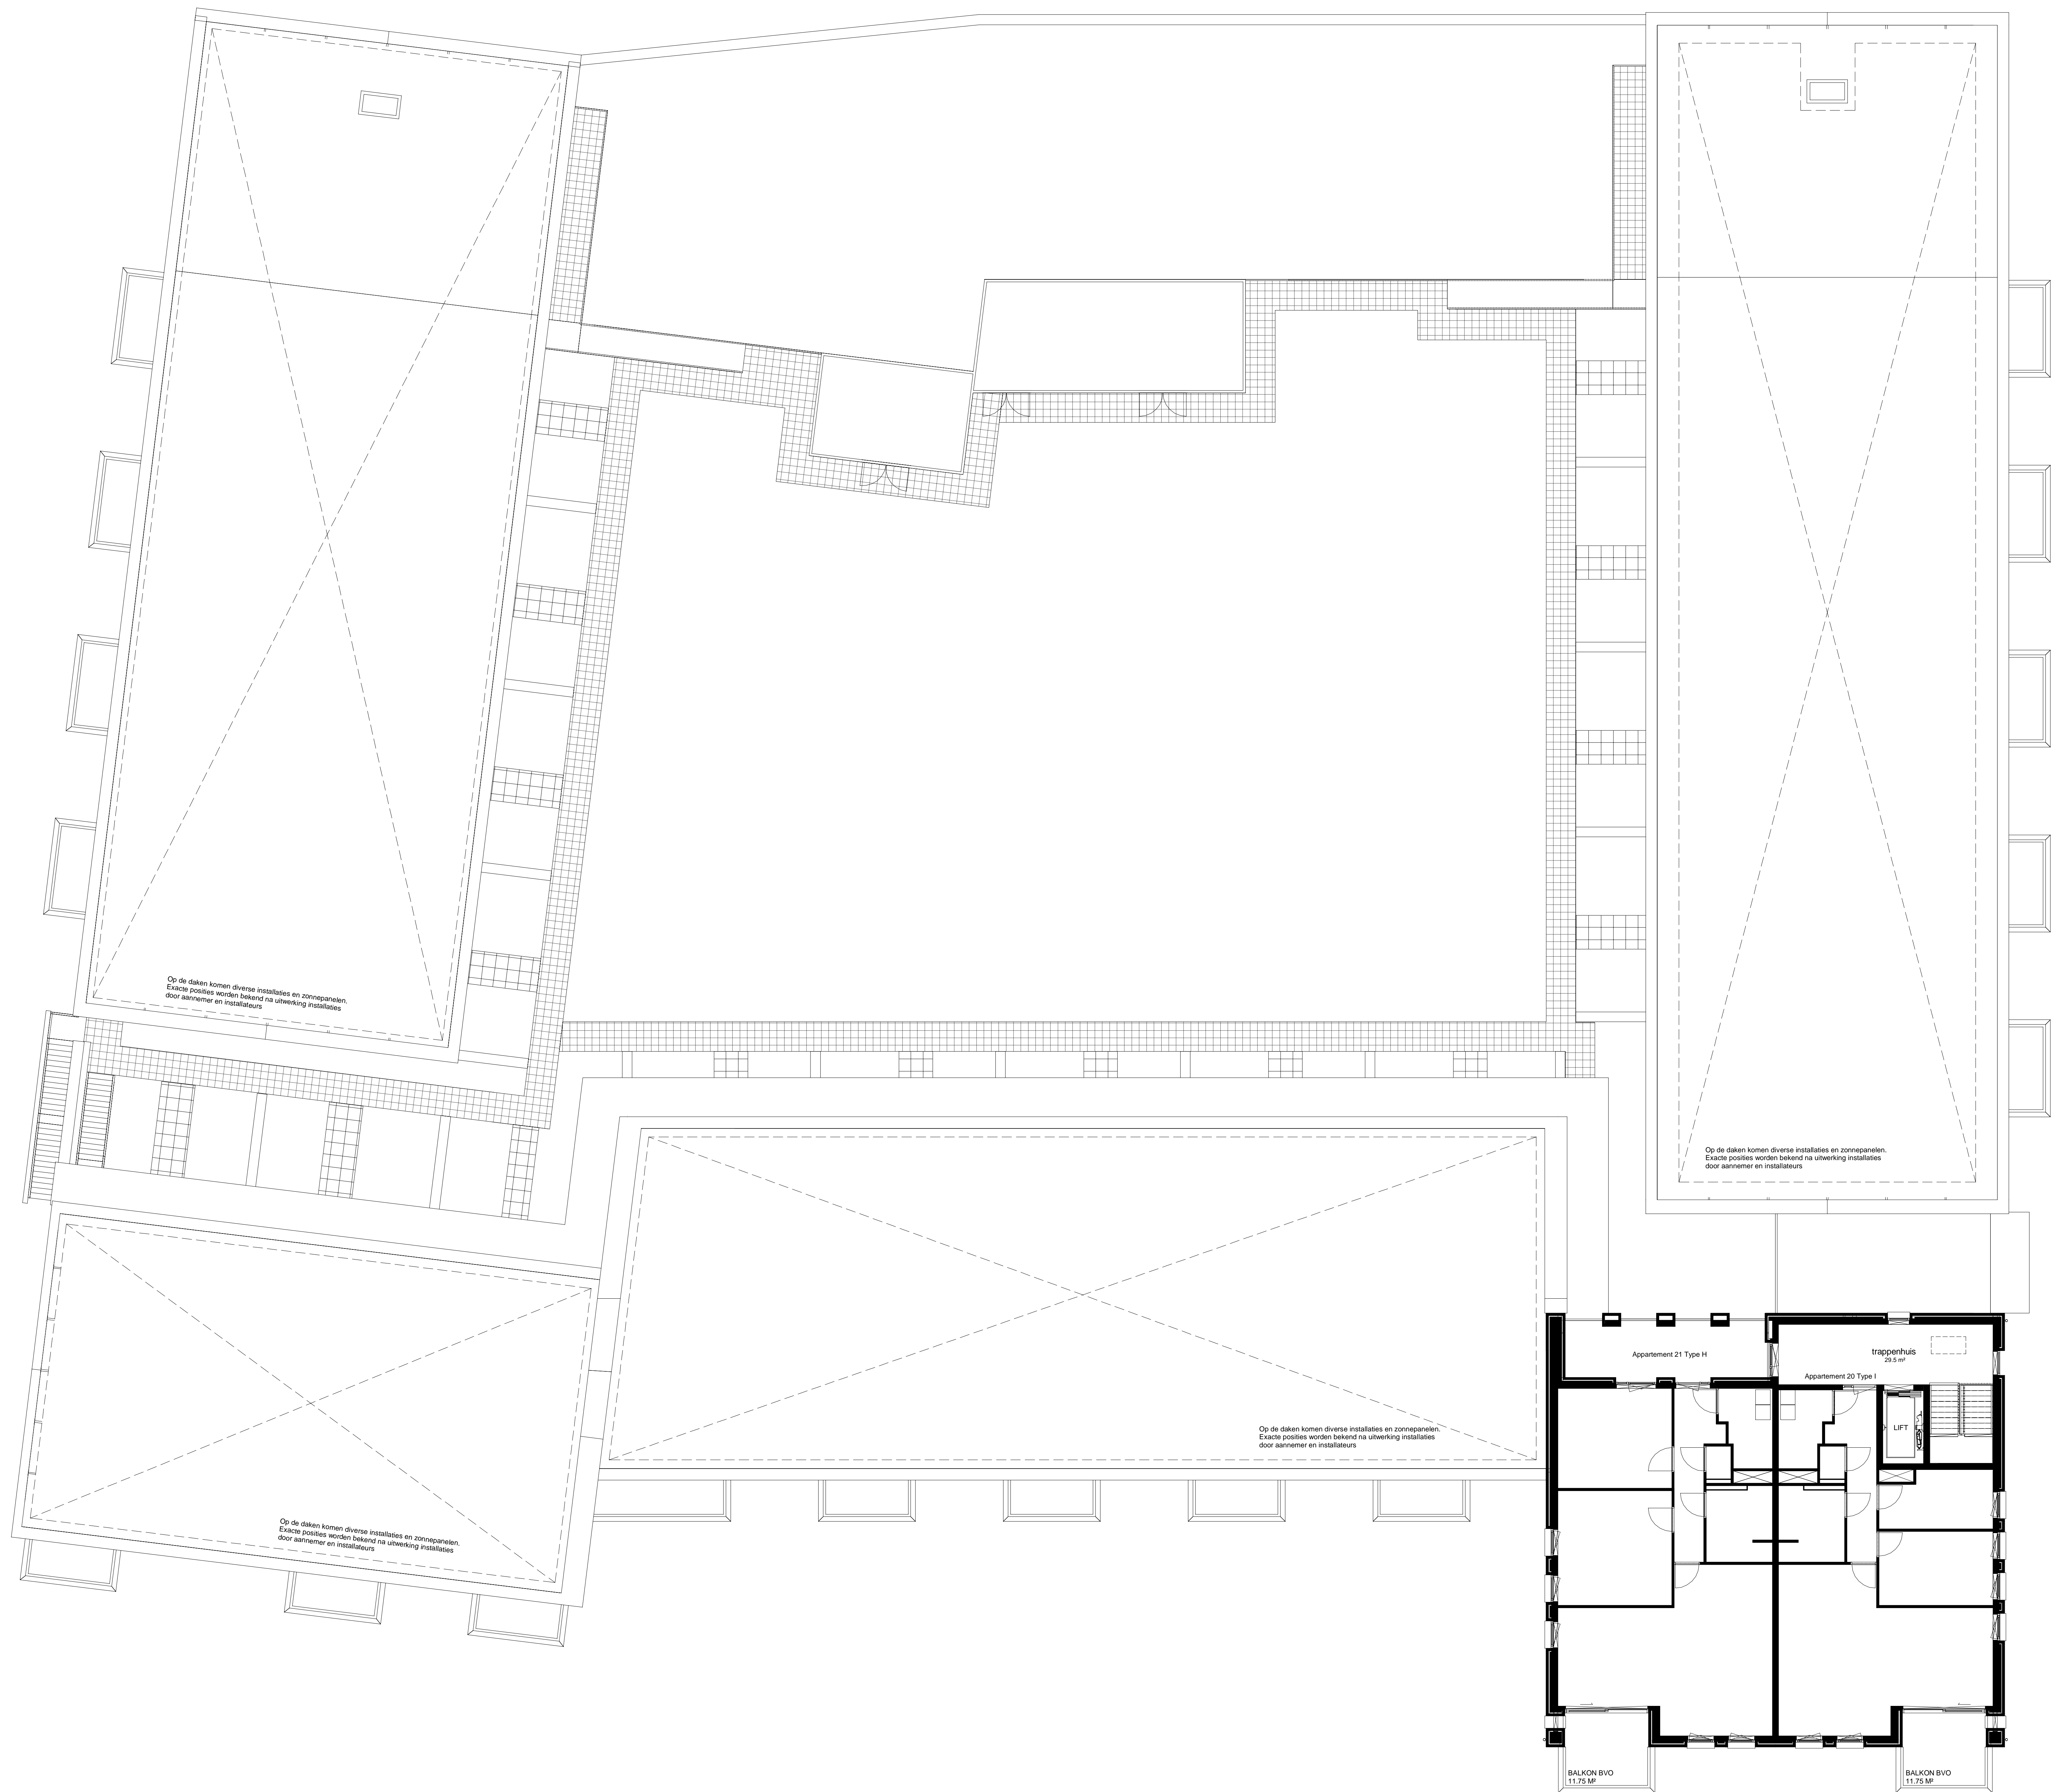 Op de daken komen diverse installaties en zonnepanelen.
Exacte posities worden bekend na uitwerking installaties
door aannemer en installateurs
Op de daken komen diverse installaties en zonnepanelen.
Exacte posities worden bekend na uitwerking installaties
door aannemer en installateurs
Appartement 21 Type H
trappenhuis
29.5 m²
Appartement 20 Type I
LIFT
Op de daken komen diverse installaties en zonnepanelen.
Exacte posities worden bekend na uitwerking installaties
door aannemer en installateurs
Op de daken komen diverse installaties en zonnepanelen.
Exacte posities worden bekend na uitwerking installaties
door aannemer en installateurs
BALKON BVO
11.75 M²
BALKON BVO
11.75 M²